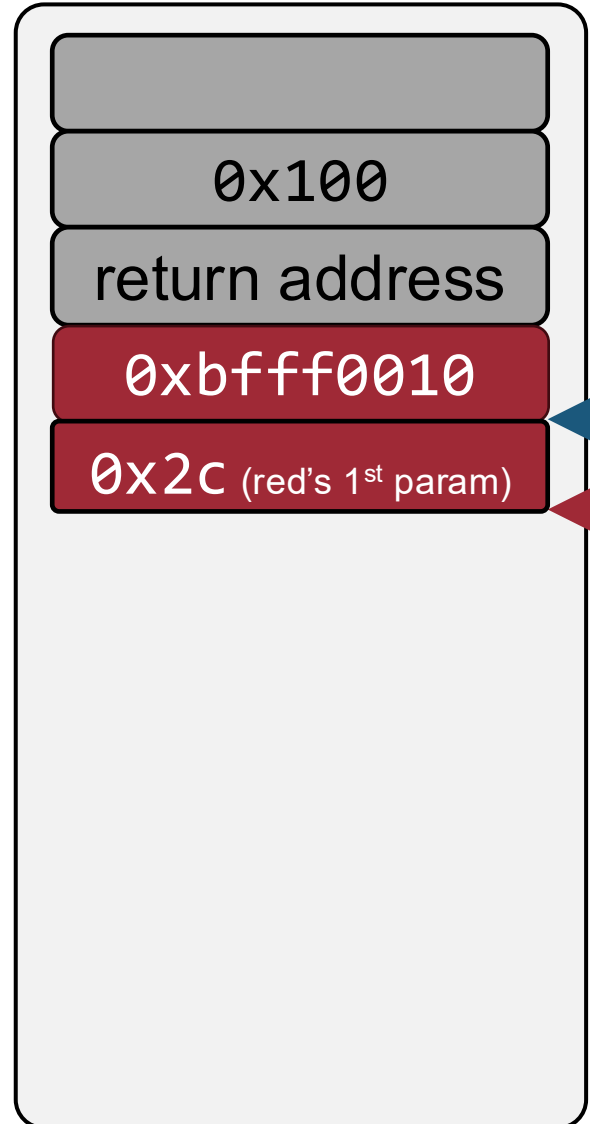 0x100
return address
0xbfff0010
0x2c (red’s 1st param)